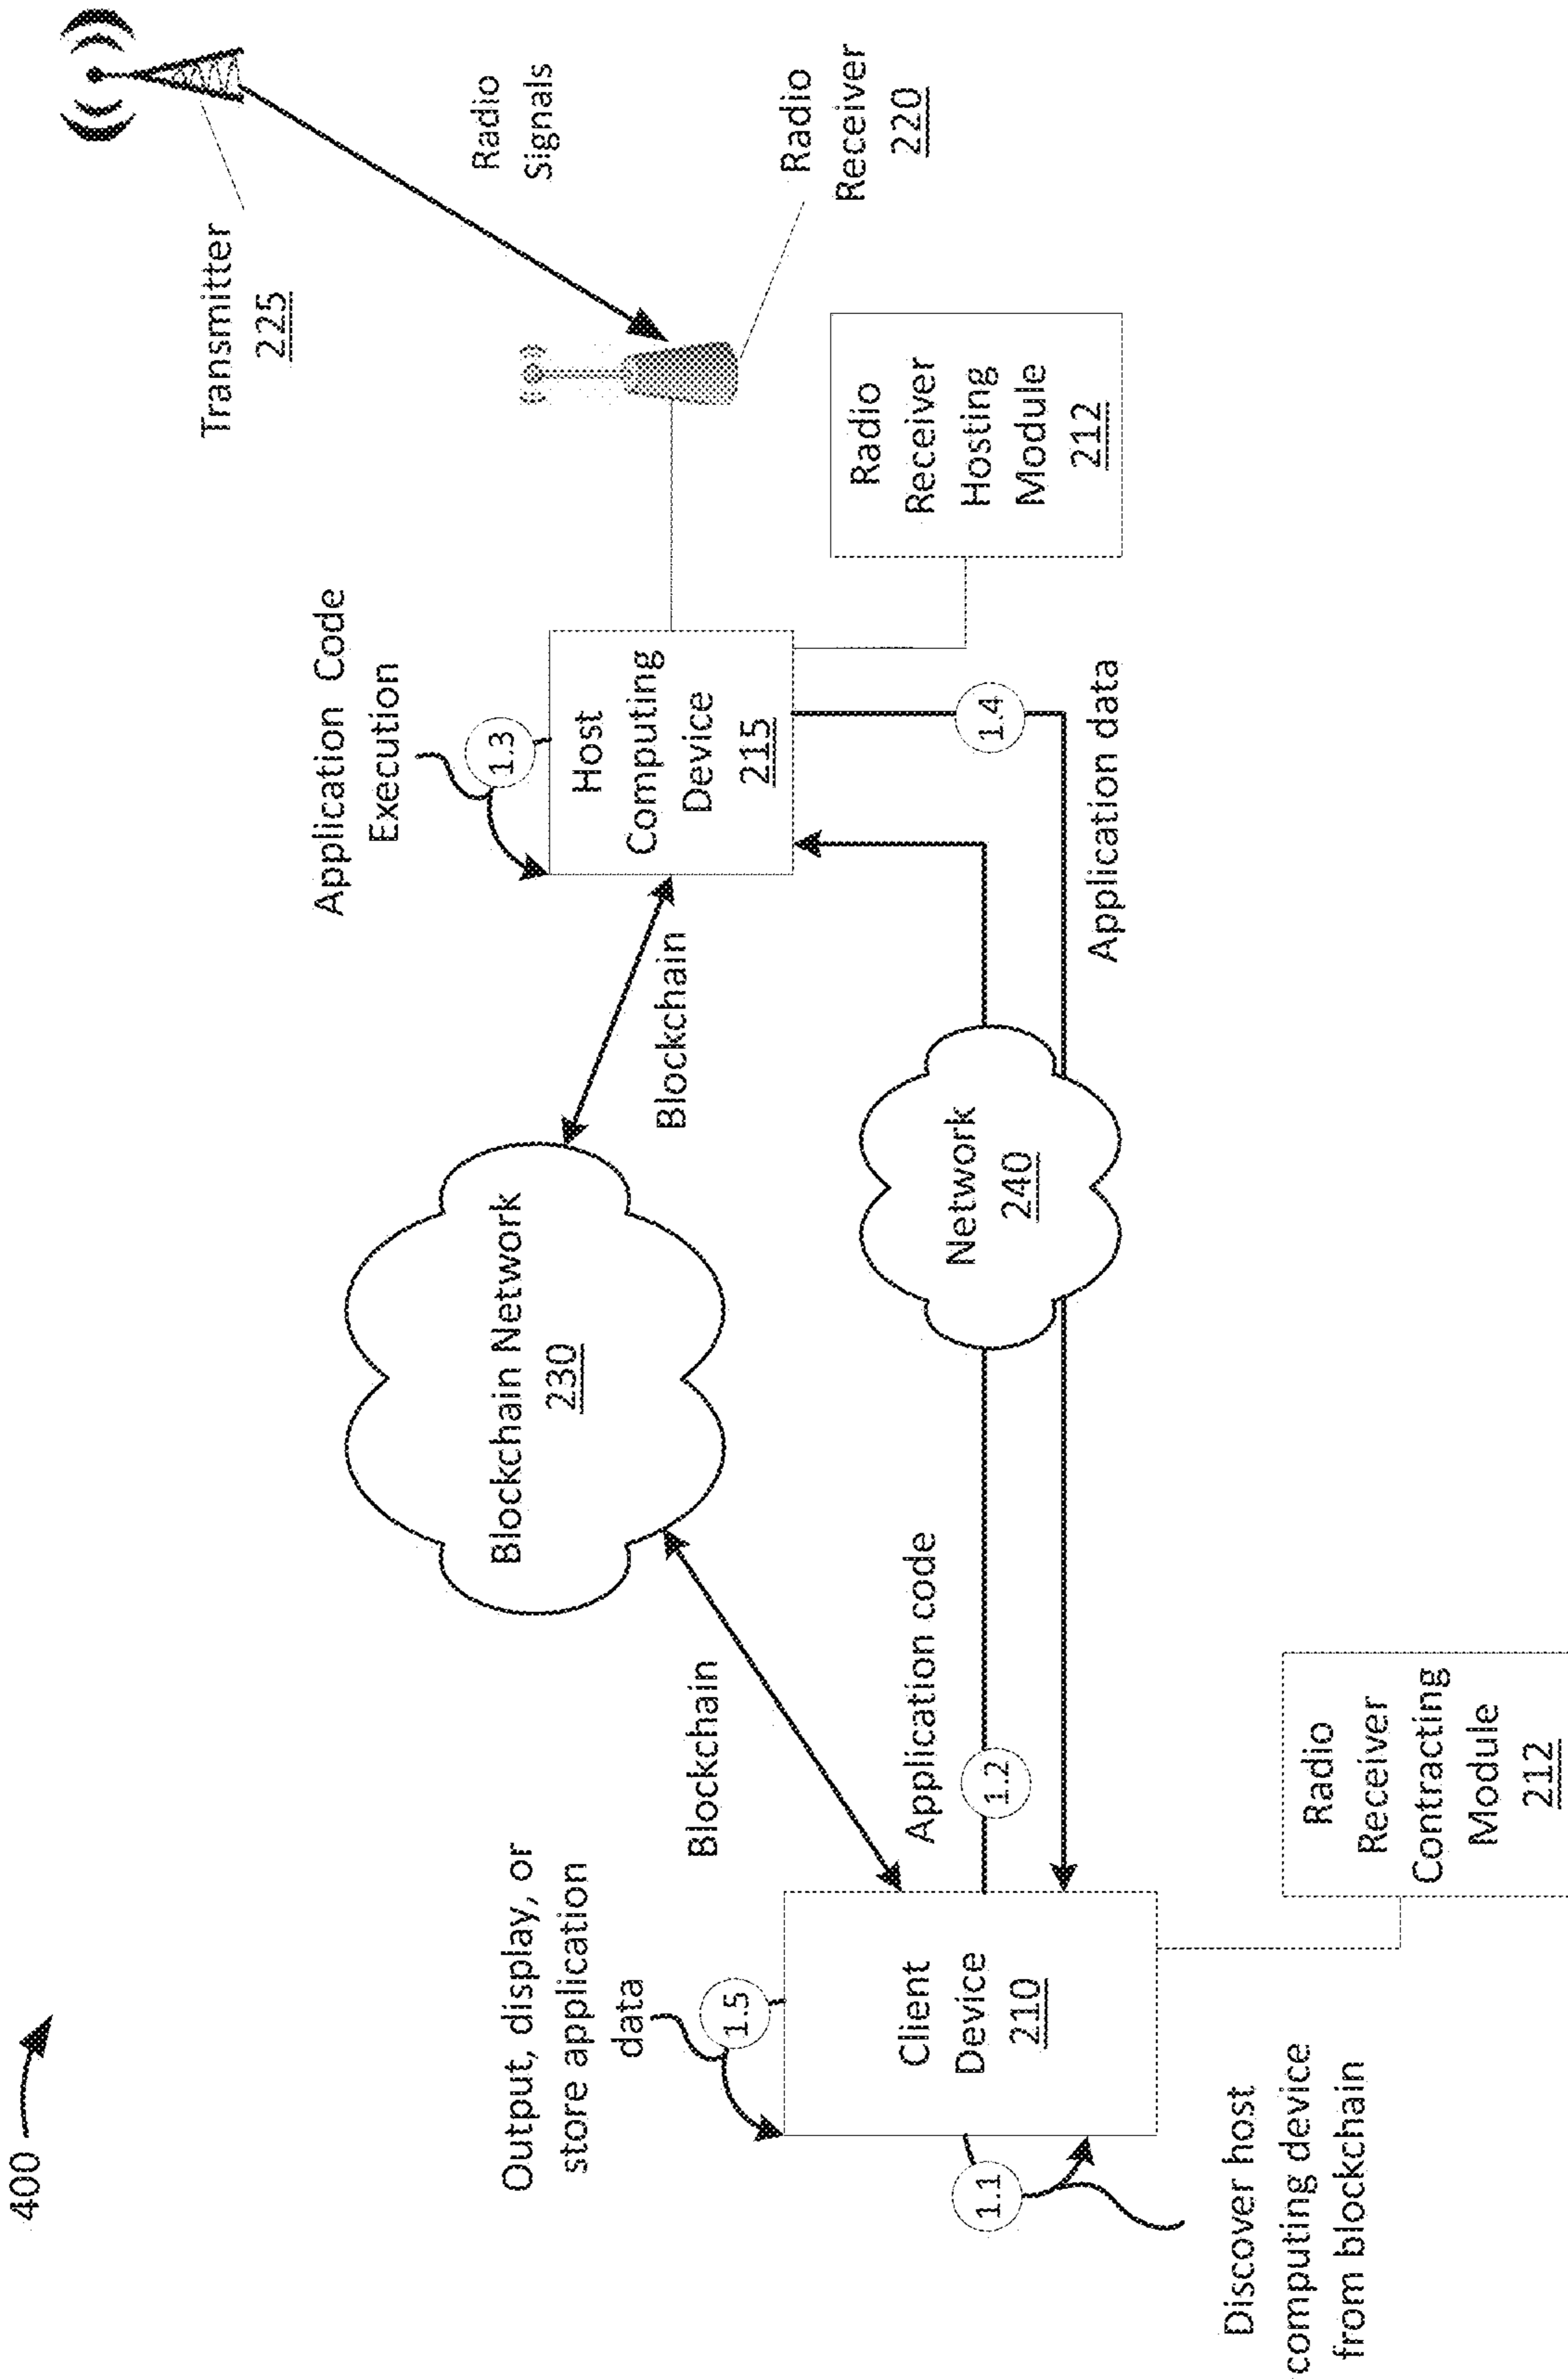 400
Transmitter
225
Radio
Signals
Radio
Receiver
220
Application Code
Execution
1.3
Host
Computing
Device
215
Radio
Receiver
Hosting
Module
212
Blockchain
Blockchain Network
230
Blockchain
Network
240
1.4
Application data
Application code
1.2
Output, display, or
store application
data
1.5
Client
Device
210
1.1
Discover host
computing device
from blockchain
Radio
Receiver
Contracting
Module
212